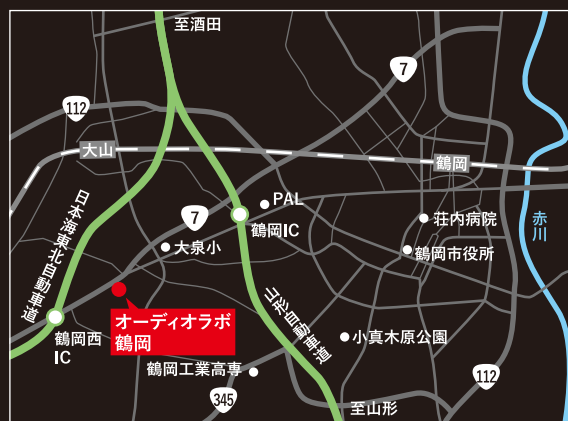 至酒田
7
112
大山
鶴岡
日本海東北自動車道
7
PAL
鶴岡IC
荘内病院
赤川
大泉小
鶴岡市役所
オーディオラボ
鶴岡
山形自動車道
鶴岡西
IC
小真木原公園
鶴岡工業高専
112
345
至山形